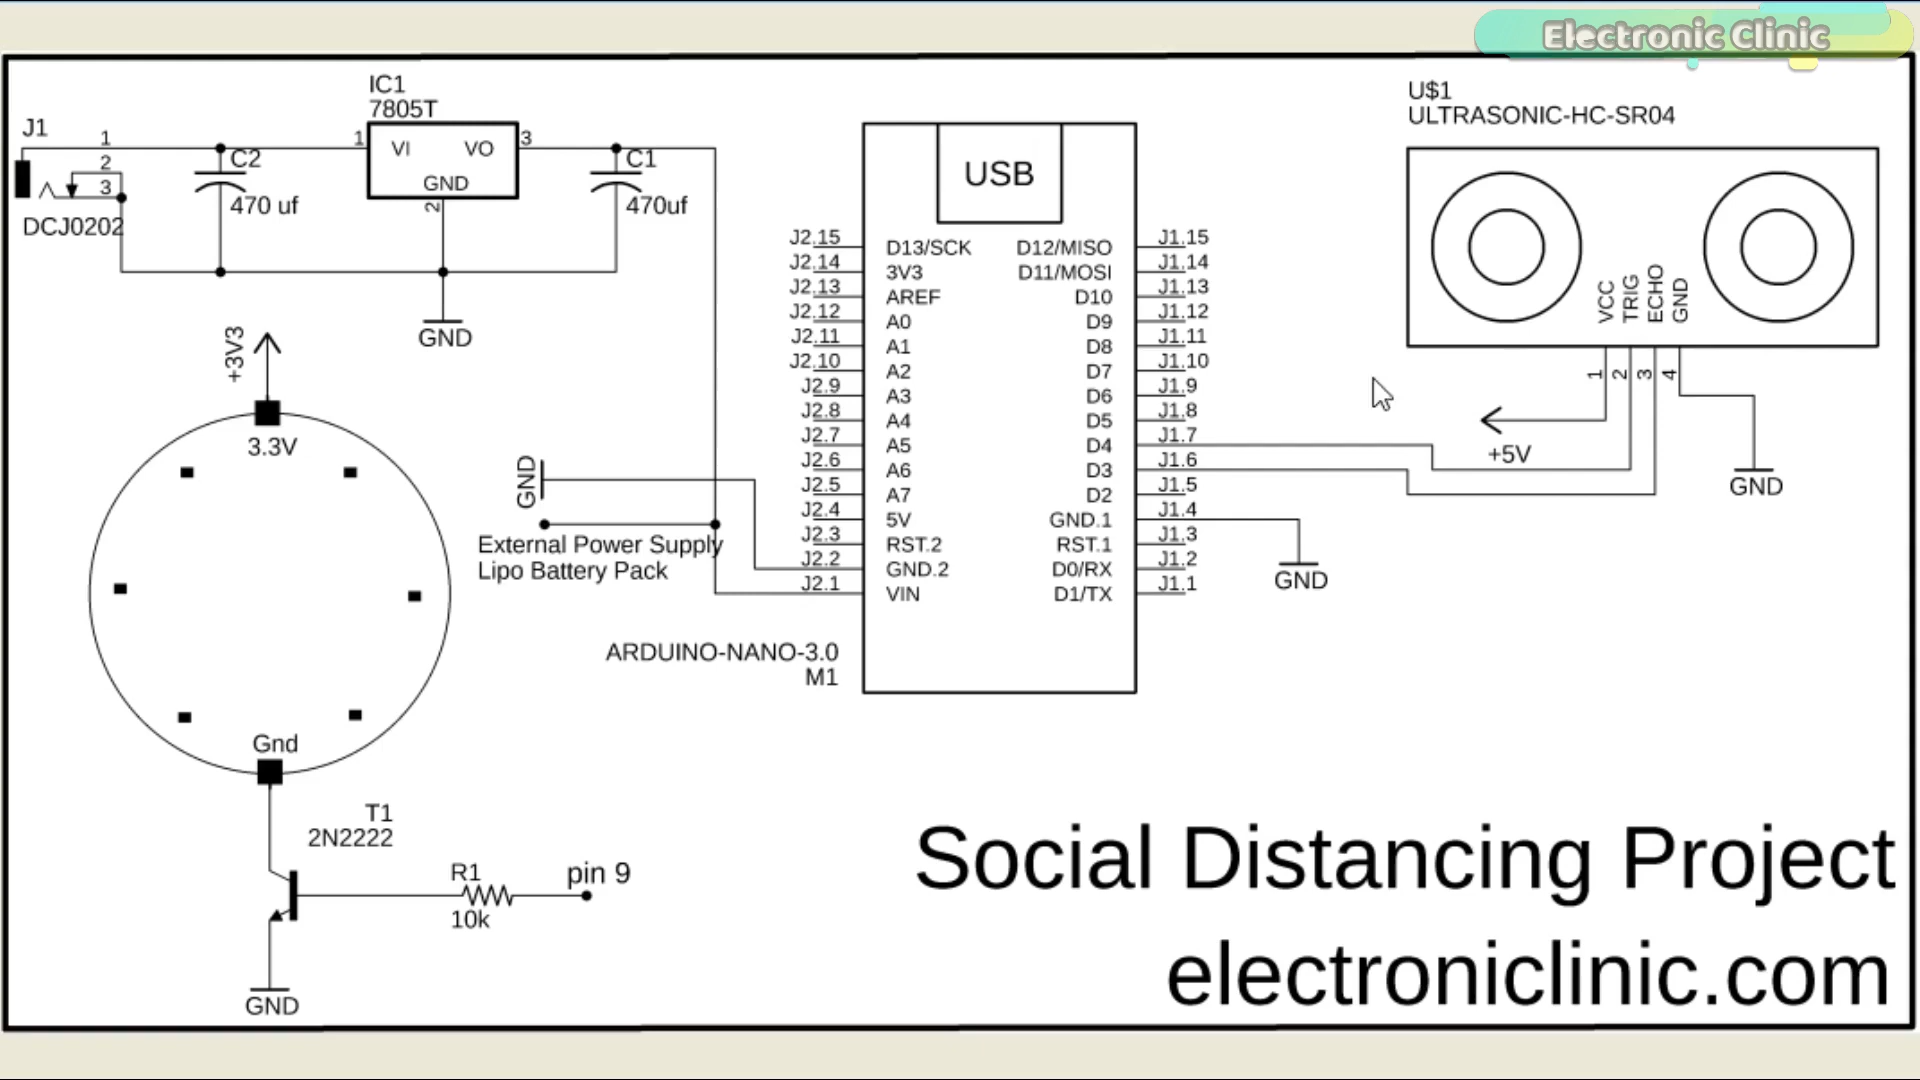 Electronic Clinic
IC1
7805T
J1
1
2
3
DCJ0202
C2
470 uf
1
VI
VO
3
GND
2
C1
470uf
GND
U$1
ULTRASONIC-HC-SR04
VCC
TRIG
ECHO
GND
1
2
3
4
+5V
GND
USB
J2.15 D13/SCK D12/MISO J1.15
J2.14 3V3 D11/MOSI J1.14
J2.13 AREF D10 J1.13
J2.12 A0 D9 J1.12
J2.11 A1 D8 J1.11
J2.10 A2 D7 J1.10
J2.9 A3 D6 J1.9
J2.8 A4 D5 J1.8
J2.7 A5 D4 J1.7
J2.6 A6 D3 J1.6
J2.5 A7 D2 J1.5
J2.4 5V GND.1 J1.4
J2.3 RST.2 RST.1 J1.3
J2.2 GND.2 D0/RX J1.2
J2.1 VIN D1/TX J1.1
GND
ARDUINO-NANO-3.0
M1
GND
External Power Supply
Lipo Battery Pack
+3V3
3.3V
Gnd
T1
2N2222
R1
10k
pin 9
GND
Social Distancing Project
electroniclinic.com